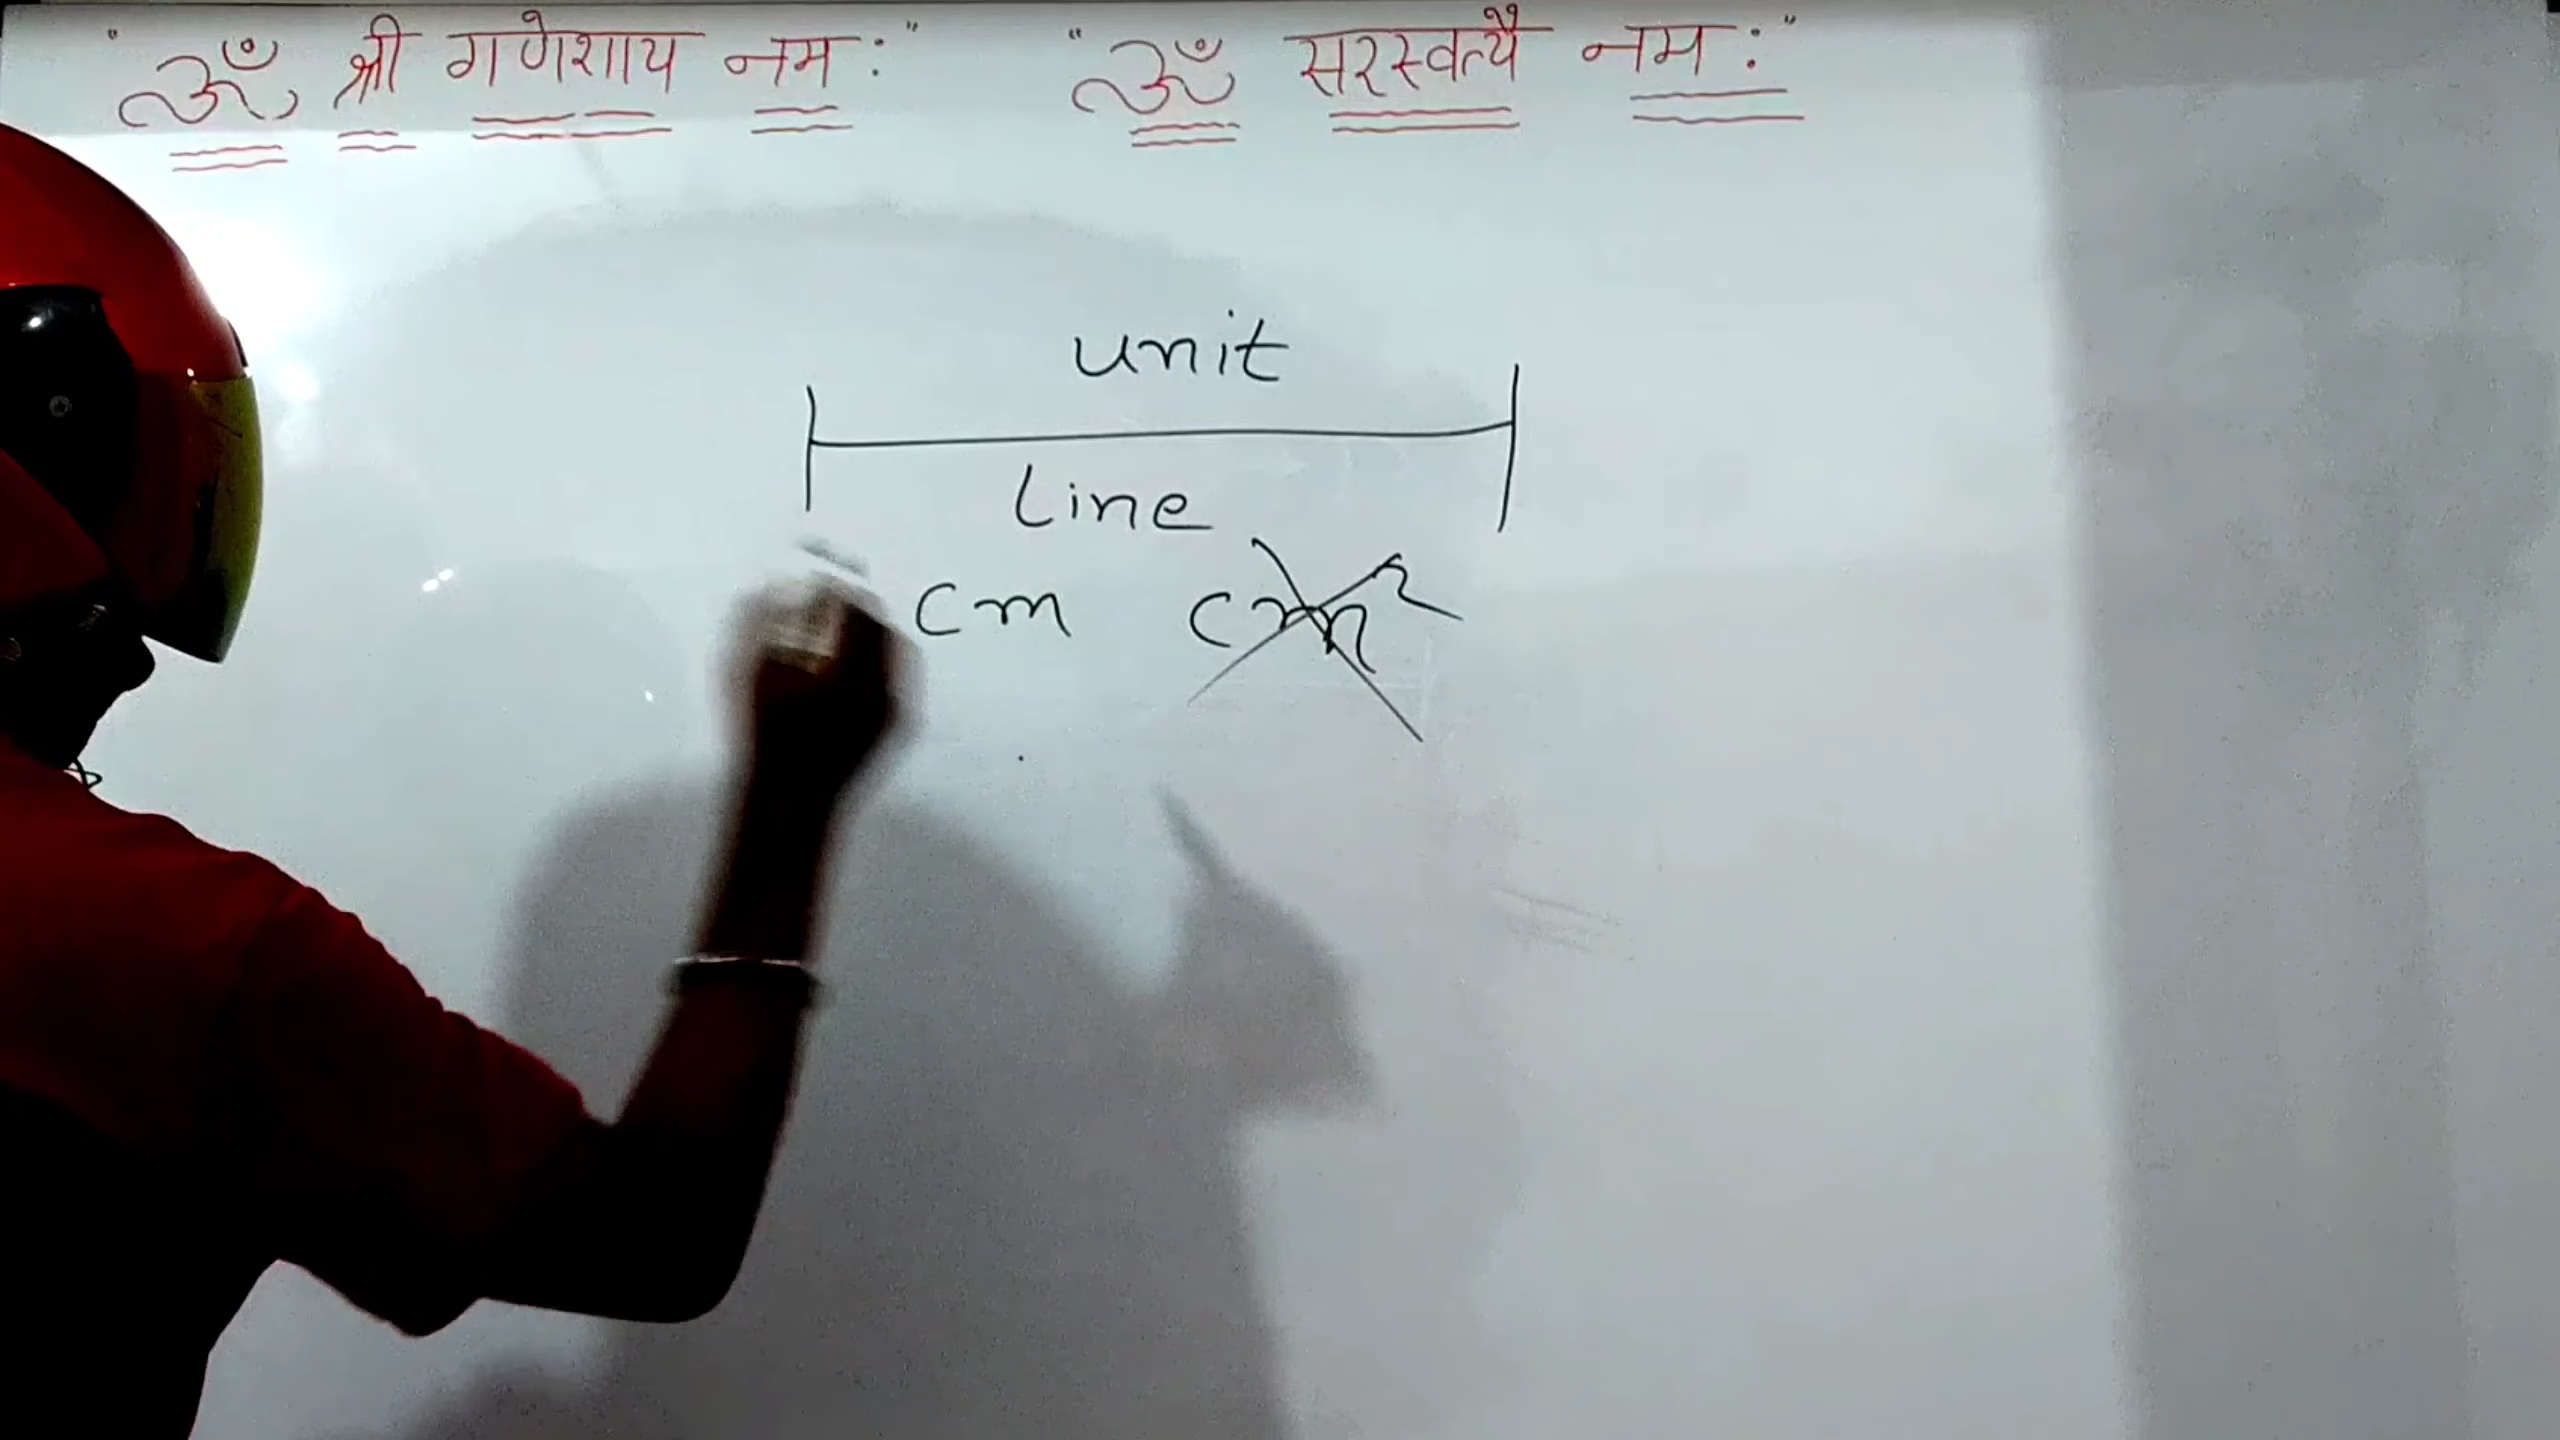 "ॐ श्री गणेशाय नमः" "ॐ सरस्वत्यै नमः"
unit
Line
cm cm²